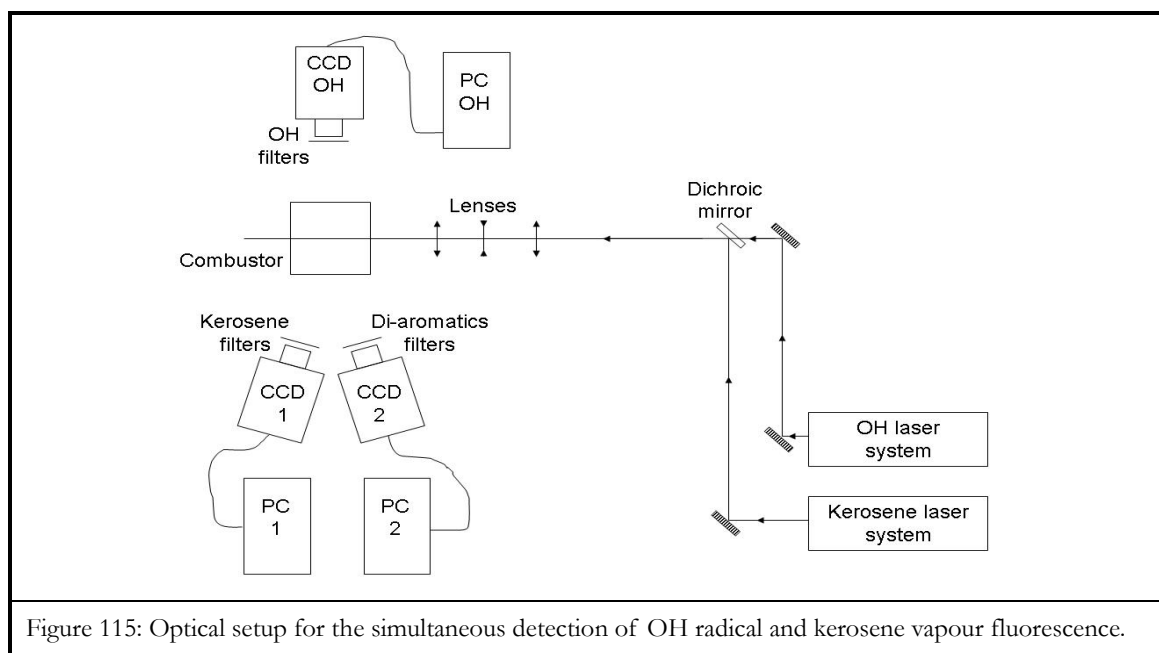 CCD
OH
PC
OH
OH
filters
Dichroic
mirror
Lenses
Combustor
Kerosene
filters
Di-aromatics
filters
CCD
1
CCD
2
OH laser
system
PC
1
PC
2
Kerosene laser
system
Figure 115: Optical setup for the simultaneous detection of OH radical and kerosene vapour fluorescence.